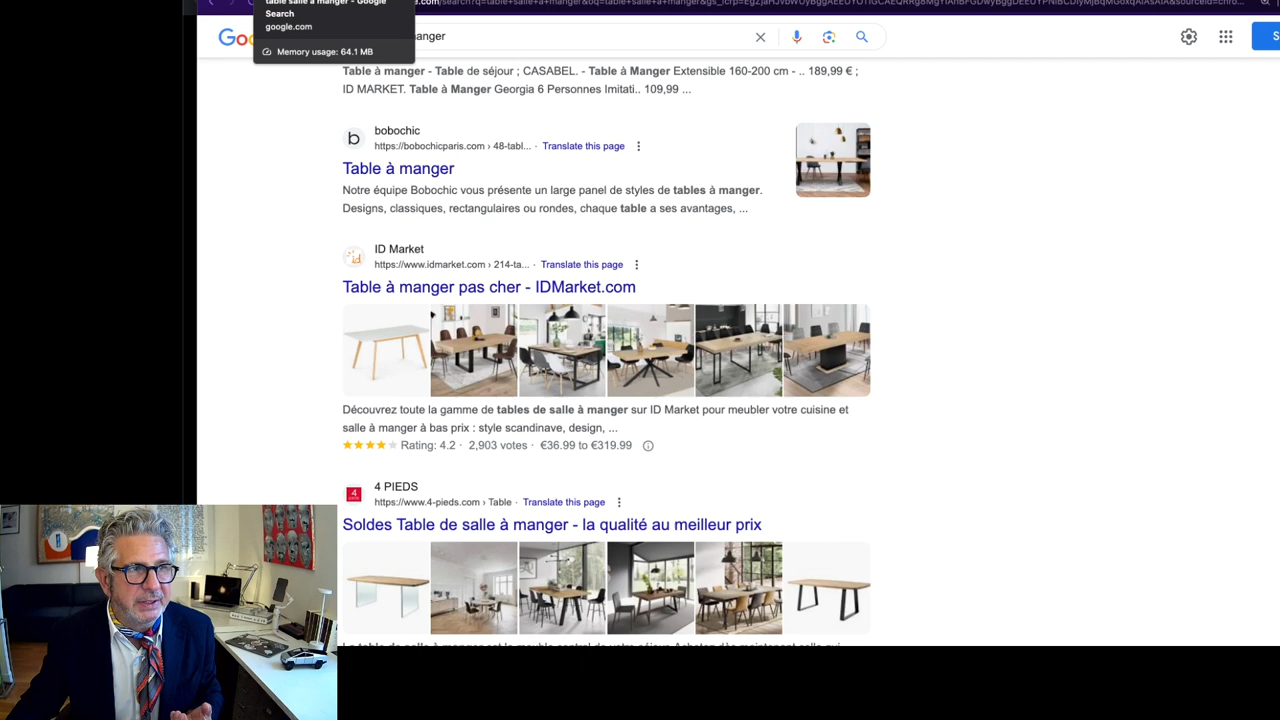 table salle à manger - Google
Search
google.com
Memory usage: 64.1 MB
Goo
anger
S
Table à manger - Table de séjour ; CASABEL. - Table à Manger Extensible 160-200 cm - .. 189,99 € ;
ID MARKET. Table à Manger Georgia 6 Personnes Imitati.. 109,99 ...
b
bobochic
https://bobochicparis.com › 48-tabl... · Translate this page
Table à manger
Notre équipe Bobochic vous présente un large panel de styles de tables à manger.
Designs, classiques, rectangulaires ou rondes, chaque table a ses avantages, ...
id
ID Market
https://www.idmarket.com › 214-ta... · Translate this page
Table à manger pas cher - IDMarket.com
Découvrez toute la gamme de tables de salle à manger sur ID Market pour meubler votre cuisine et
salle à manger à bas prix : style scandinave, design, ...
Rating: 4.2 · 2,903 votes · €36.99 to €319.99
4
4 PIEDS
https://www.4-pieds.com › Table · Translate this page
Soldes Table de salle à manger - la qualité au meilleur prix